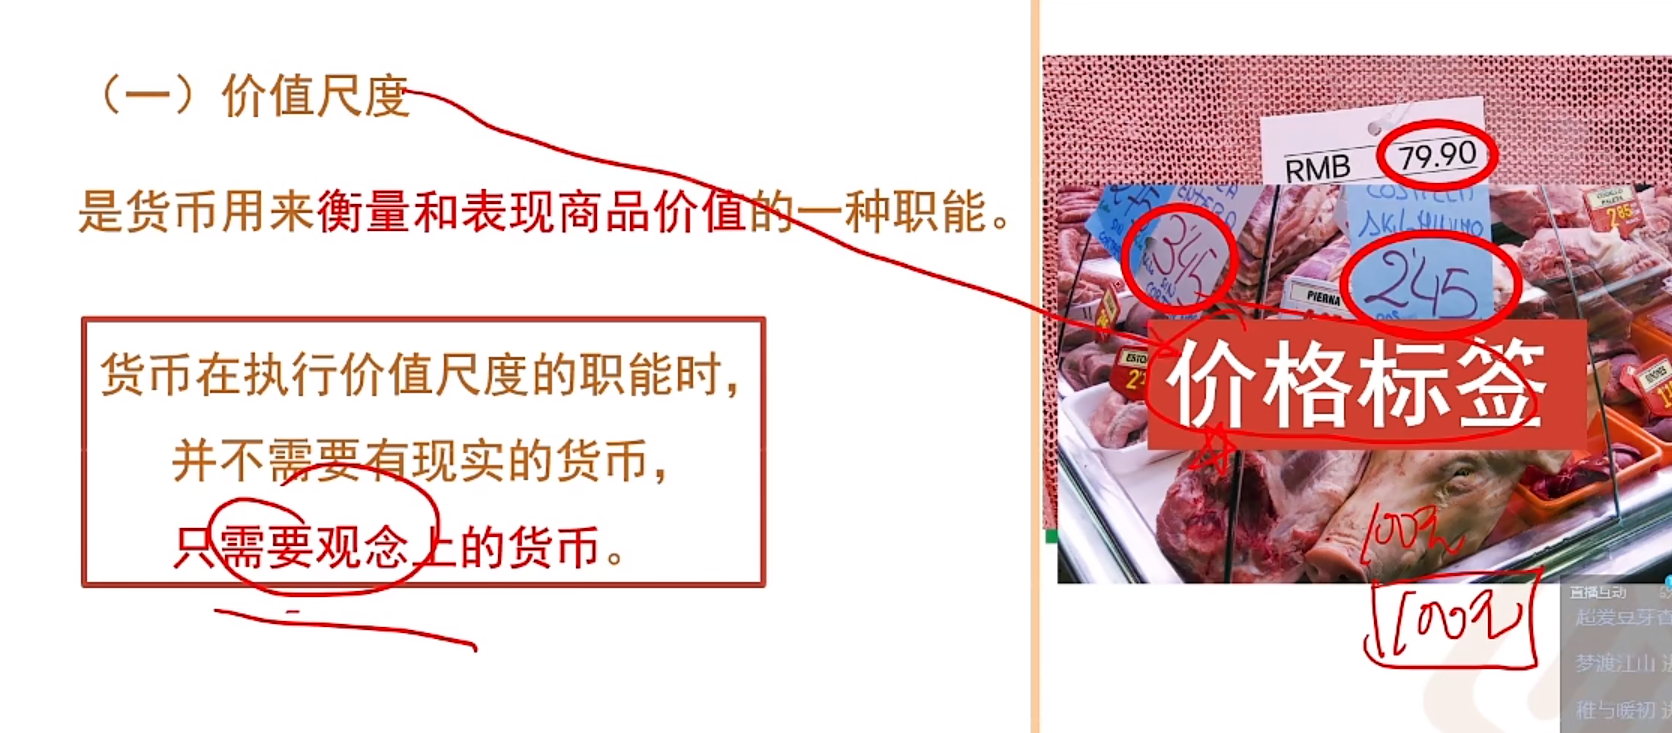 （一）价值尺度
是货币用来衡量和表现商品价值的一种职能。
货币在执行价值尺度的职能时，
并不需要有现实的货币，
只需要观念上的货币。
RMB 79.90
3'45
2'45
PIERNA
价格标签
100元
100元
直播互动
超爱豆芽
梦渡江山
稚与暖初